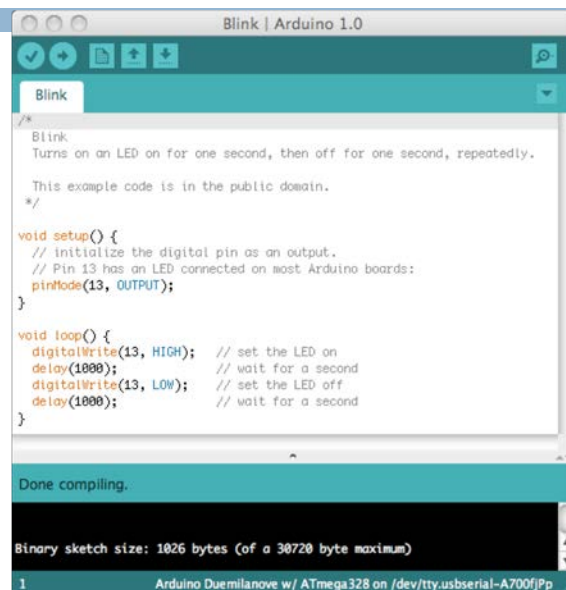 Blink | Arduino 1.0
Blink
/*
  Blink
  Turns on an LED on for one second, then off for one second, repeatedly.

  This example code is in the public domain.
 */

void setup() {
  // initialize the digital pin as an output.
  // Pin 13 has an LED connected on most Arduino boards:
  pinMode(13, OUTPUT);
}

void loop() {
  digitalWrite(13, HIGH);   // set the LED on
  delay(1000);              // wait for a second
  digitalWrite(13, LOW);    // set the LED off
  delay(1000);              // wait for a second
}
Done compiling.
Binary sketch size: 1026 bytes (of a 30720 byte maximum)
1 Arduino Duemilanove w/ ATmega328 on /dev/tty.usbserial-A700fjPp